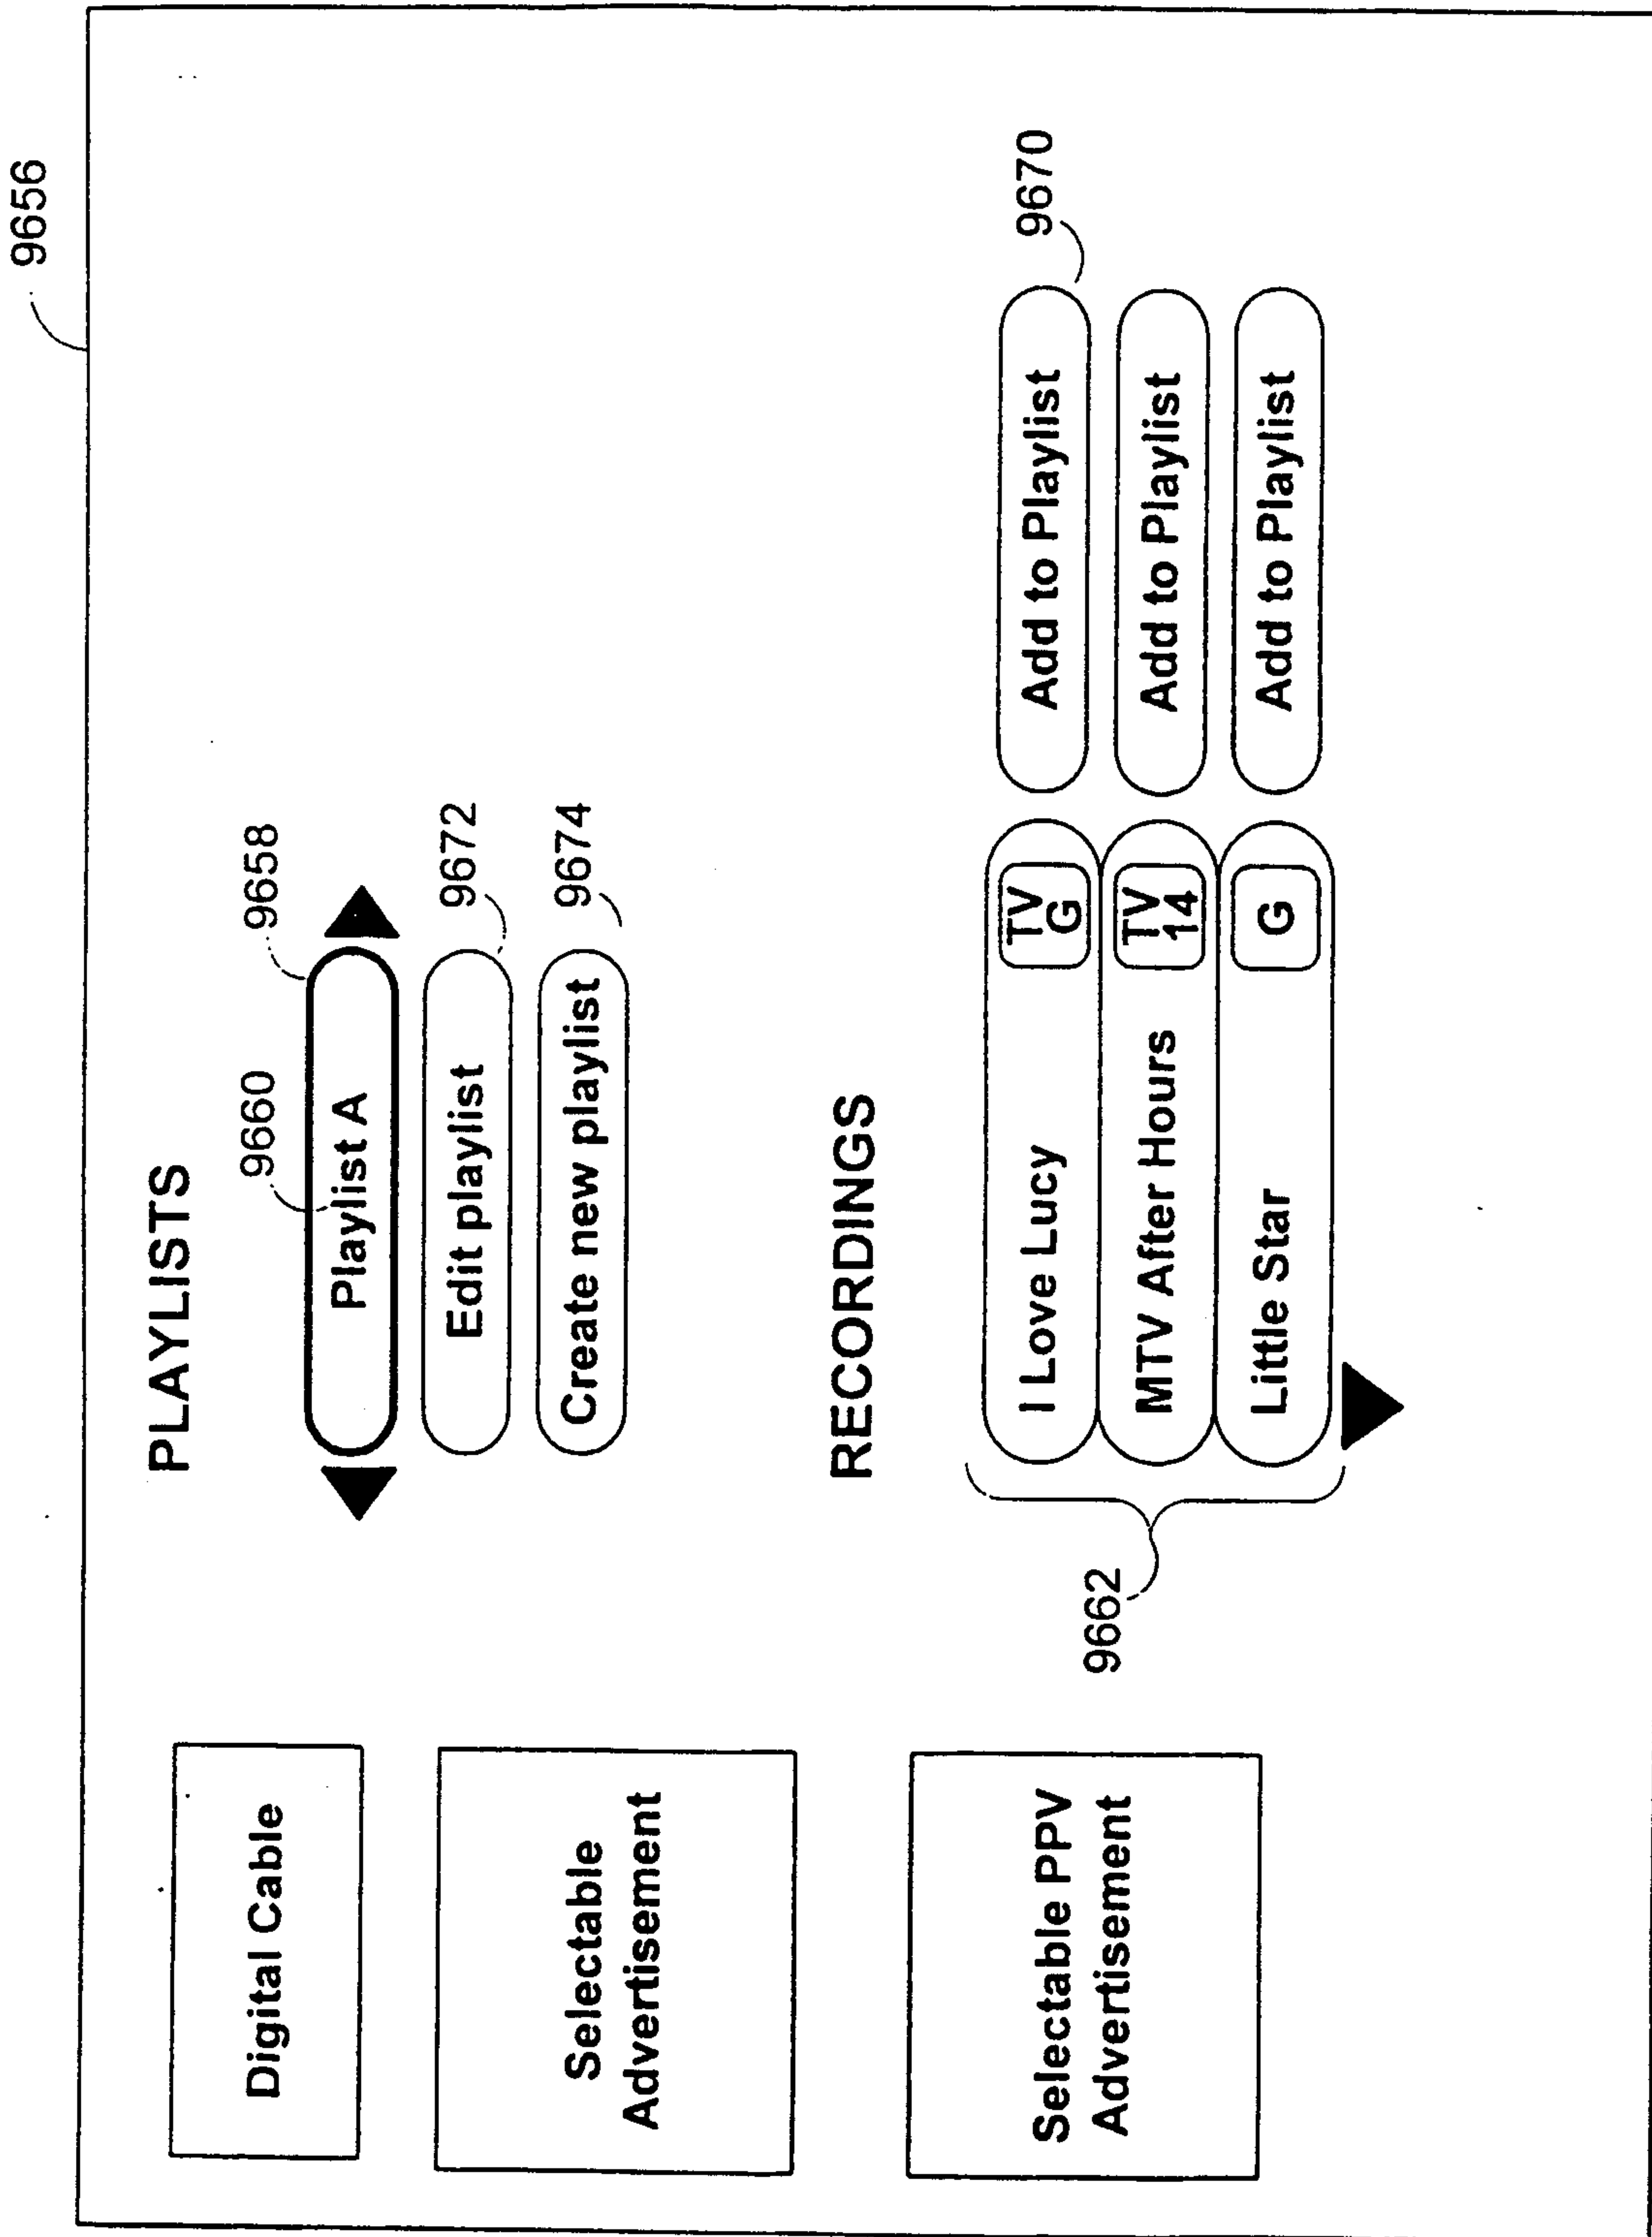 9656
Digital Cable
Selectable
Advertisement
Selectable PPV
Advertisement
PLAYLISTS
9660
9658
Playlist A
Edit playlist
9672
Create new playlist
9674
RECORDINGS
9662
I Love Lucy TV G Add to Playlist
9670
MTV After Hours TV 14 Add to Playlist
Little Star G Add to Playlist